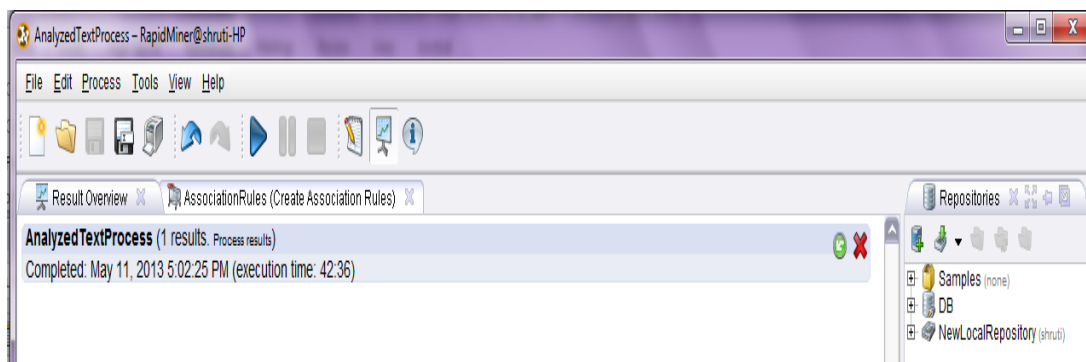 AnalyzedTextProcess – RapidMiner@shruti-HP
File Edit Process Tools View Help
Result Overview AssociationRules (Create Association Rules)
Repositories
AnalyzedTextProcess (1 results. Process results)
Completed: May 11, 2013 5:02:25 PM (execution time: 42:36)
Samples (none)
DB
NewLocalRepository (shruti)